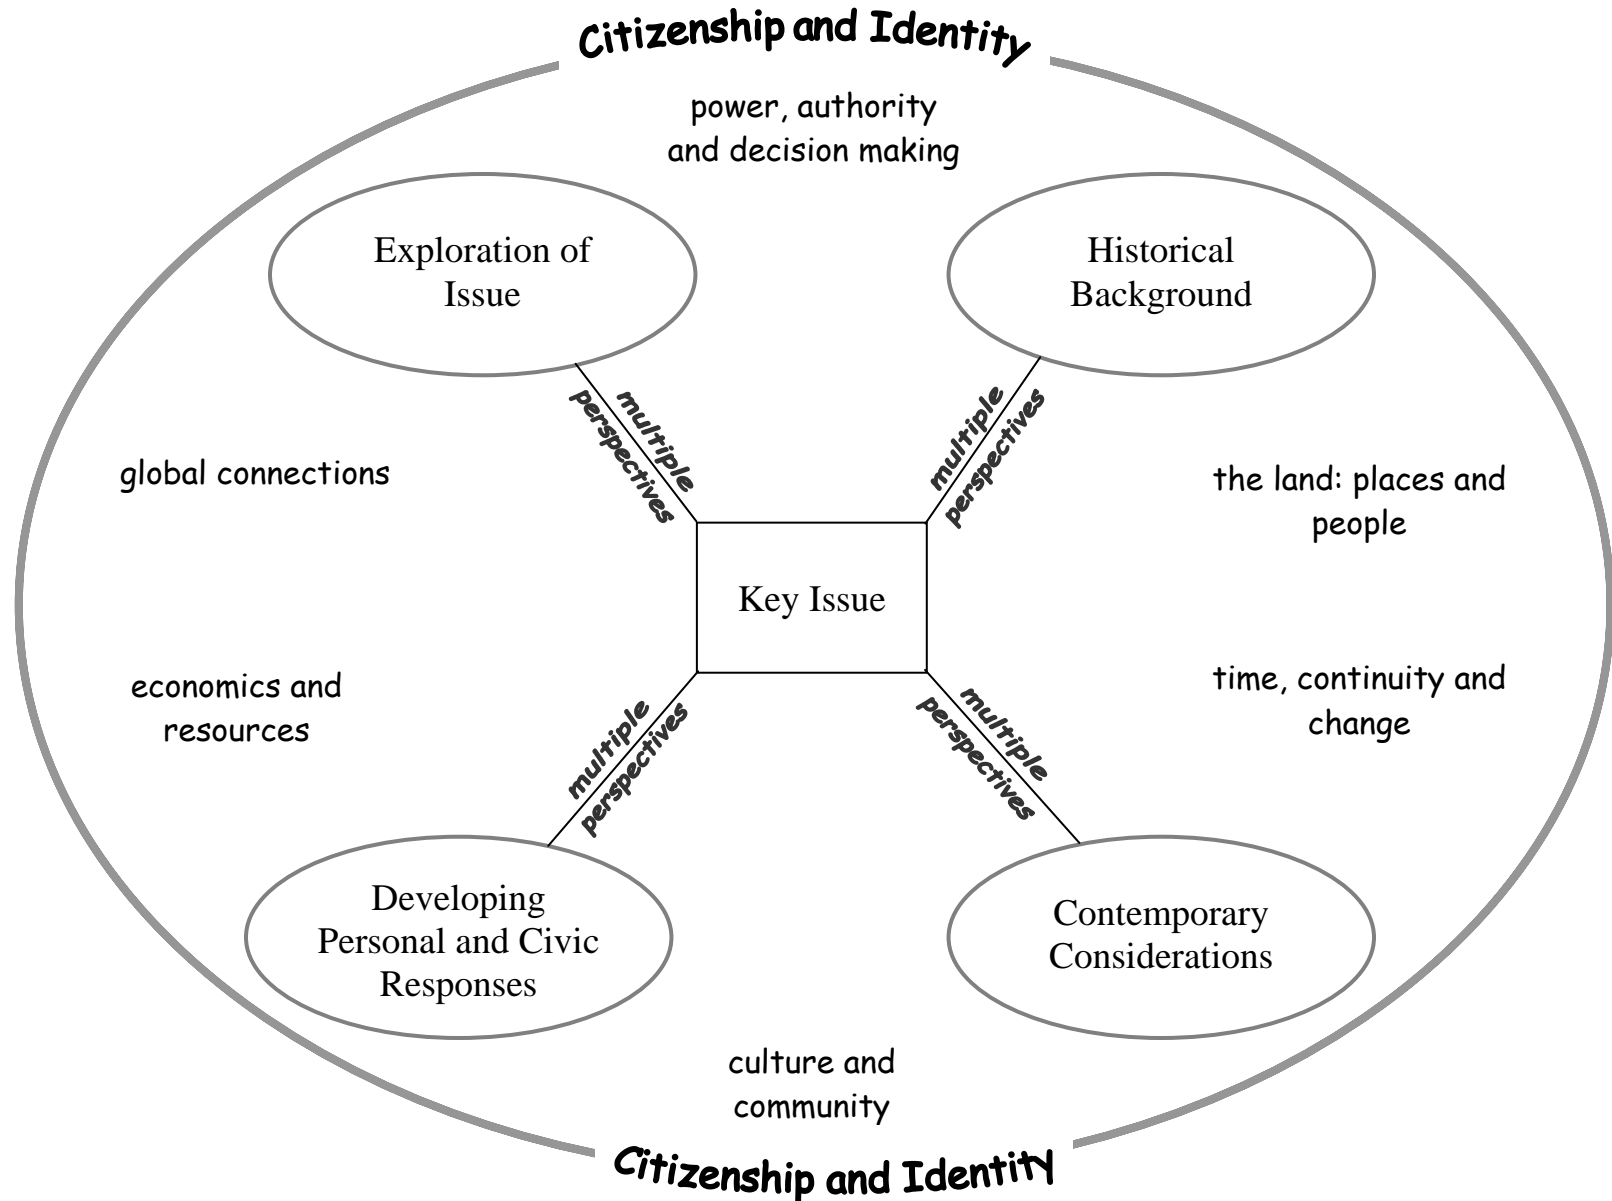 Citizenship and Identity
power, authority
and decision making
Exploration of
Issue
Historical
Background
multiple
perspectives
multiple
perspectives
global connections
the land: places and
people
Key Issue
economics and
resources
time, continuity and
change
multiple
perspectives
multiple
perspectives
Developing
Personal and Civic
Responses
Contemporary
Considerations
culture and
community
Citizenship and Identity